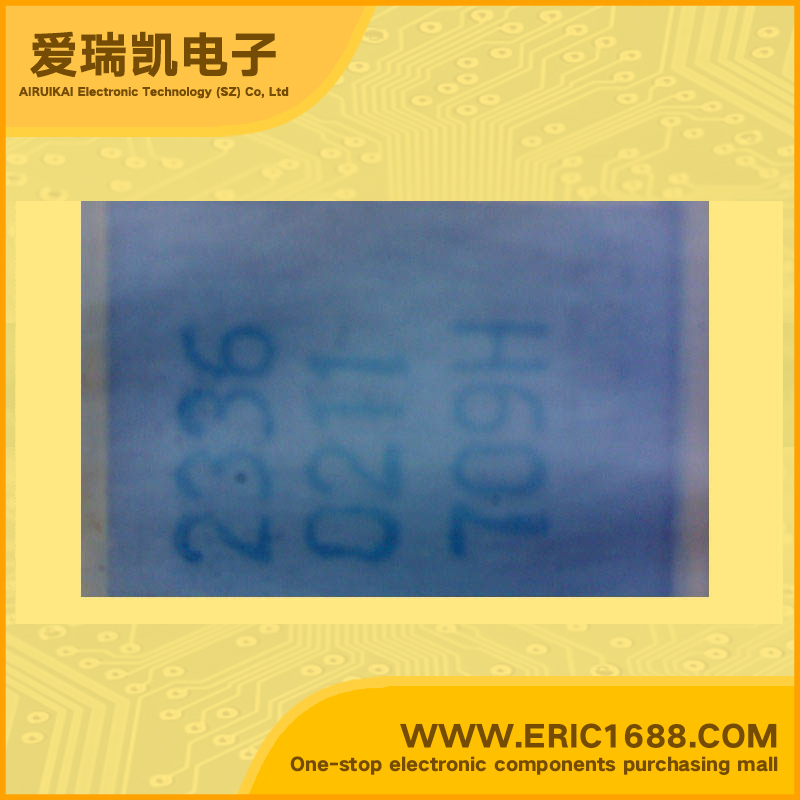 爱瑞凯电子
AIRUIKAI Electronic Technology (SZ) Co, Ltd
2336
0211
709H
WWW.ERIC1688.COM
One-stop electronic components purchasing mall